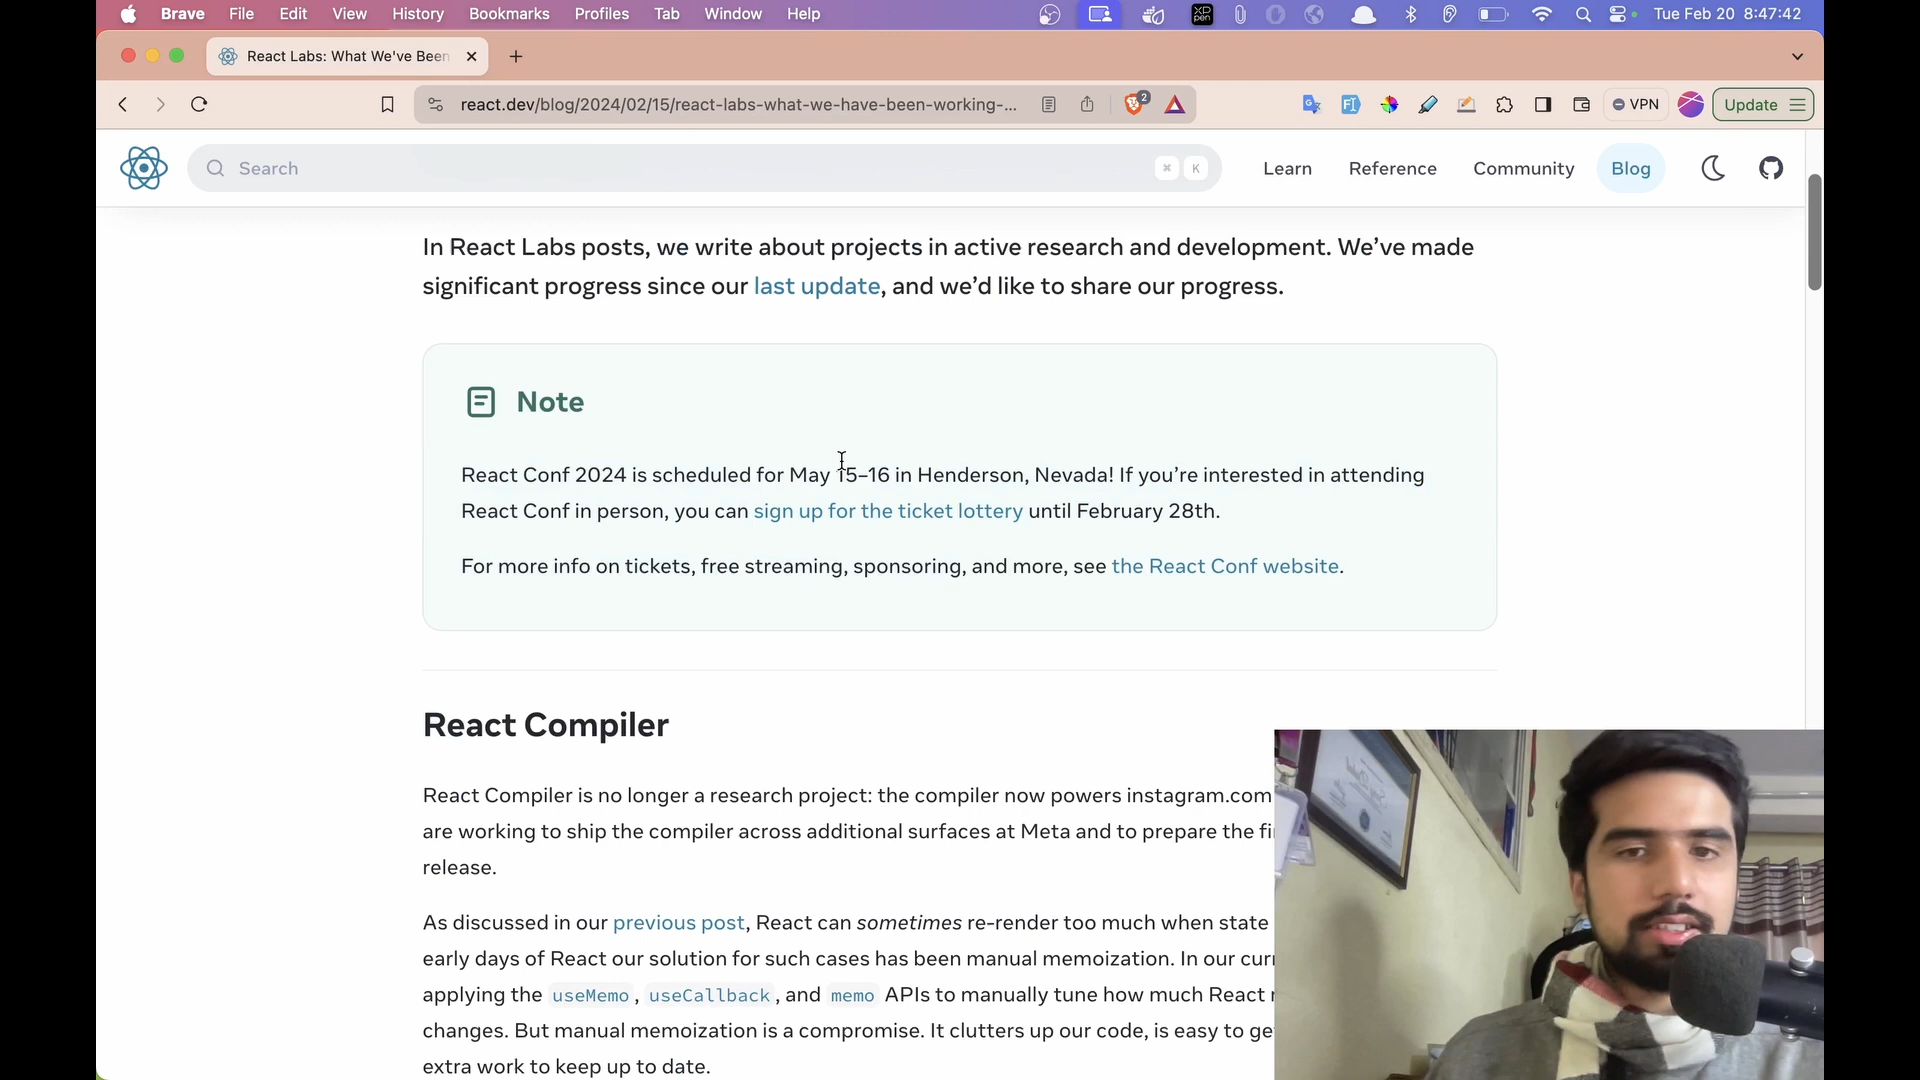 Brave File Edit View History Bookmarks Profiles Tab Window Help XP pen Tue Feb 20 8:47:42
React Labs: What We've Been
react.dev/blog/2024/02/15/react-labs-what-we-have-been-working-... 2 VPN Update
Search ⌘ K Learn Reference Community Blog
In React Labs posts, we write about projects in active research and development. We’ve made
significant progress since our last update, and we’d like to share our progress.
Note
React Conf 2024 is scheduled for May 15–16 in Henderson, Nevada! If you’re interested in attending
React Conf in person, you can sign up for the ticket lottery until February 28th.
For more info on tickets, free streaming, sponsoring, and more, see the React Conf website.
React Compiler
React Compiler is no longer a research project: the compiler now powers instagram.com
are working to ship the compiler across additional surfaces at Meta and to prepare the
release.
As discussed in our previous post, React can sometimes re-render too much when state
early days of React our solution for such cases has been manual memoization. In our
applying the useMemo, useCallback, and memo APIs to manually tune how much React
changes. But manual memoization is a compromise. It clutters up our code, is easy to
extra work to keep up to date.